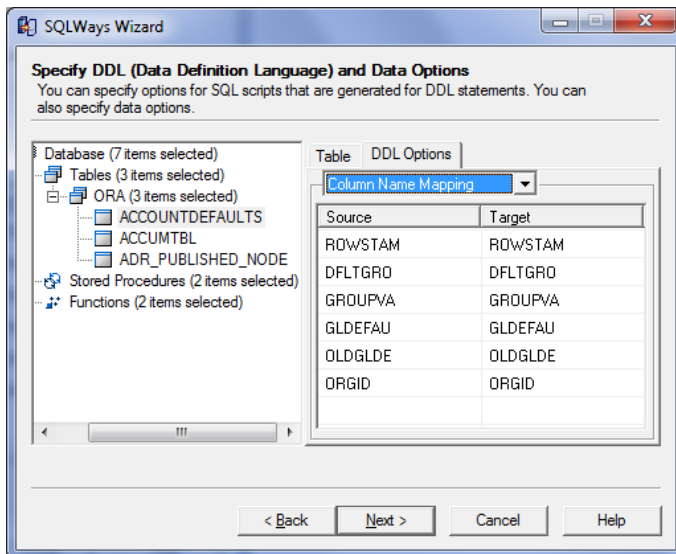 SQLWays Wizard
Specify DDL (Data Definition Language) and Data Options
You can specify options for SQL scripts that are generated for DDL statements. You can
also specify data options.
Database (7 items selected)
Tables (3 items selected)
ORA (3 items selected)
ACCOUNTDEFAULTS
ACCUMTBL
ADR_PUBLISHED_NODE
Stored Procedures (2 items selected)
Functions (2 items selected)
Table DDL Options
Column Name Mapping
Source Target
ROWSTAM ROWSTAM
DFLTGRO DFLTGRO
GROUPVA GROUPVA
GLDEFAU GLDEFAU
OLDGLDE OLDGLDE
ORGID ORGID
< Back Next > Cancel Help